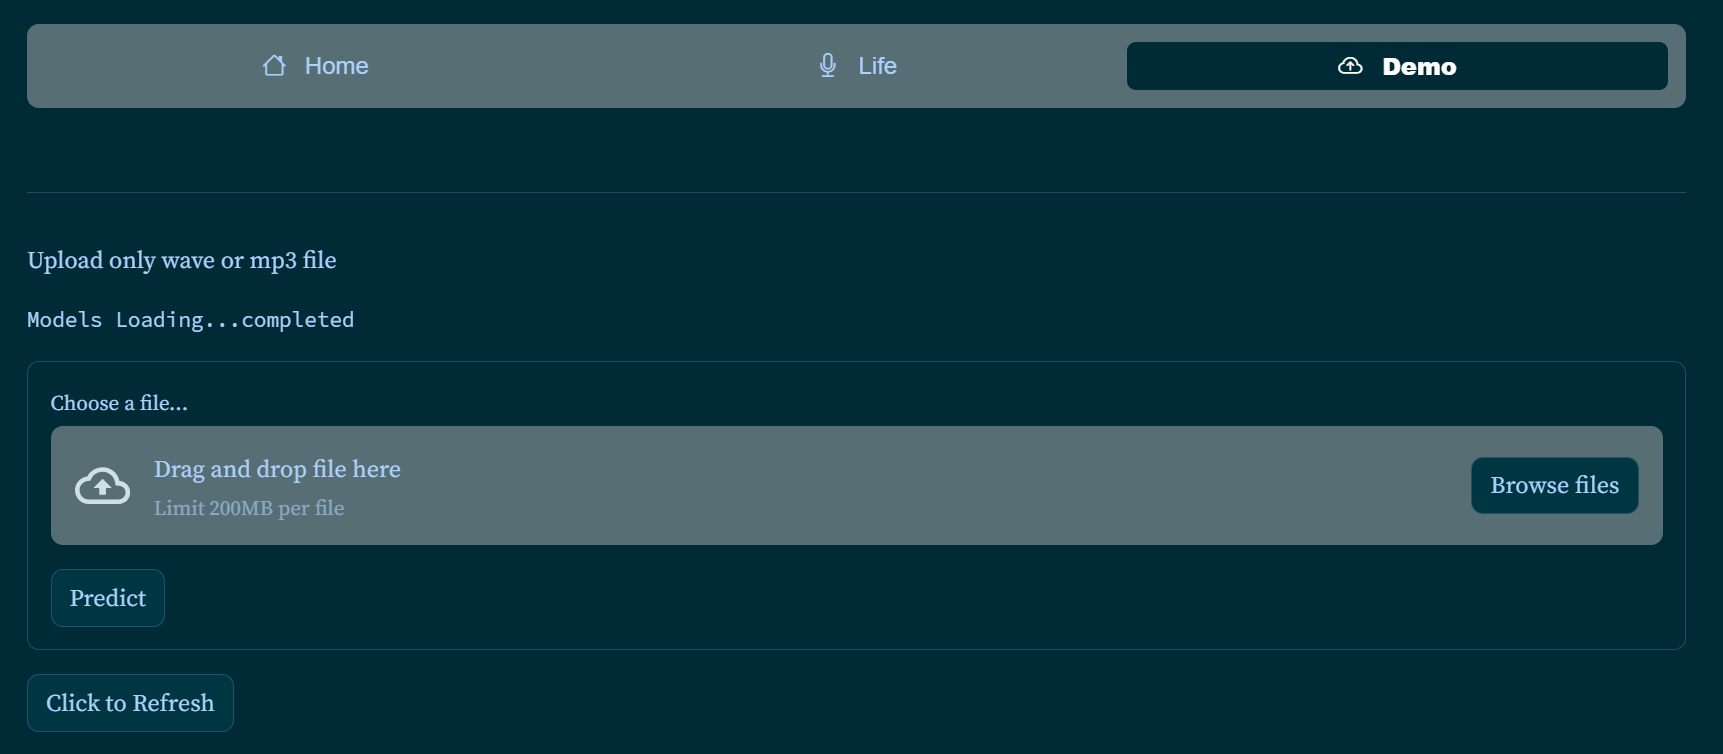 Home
Life
Demo
Upload only wave or mp3 file
Models Loading...completed
Choose a file...
Drag and drop file here
Limit 200MB per file
Browse files
Predict
Click to Refresh